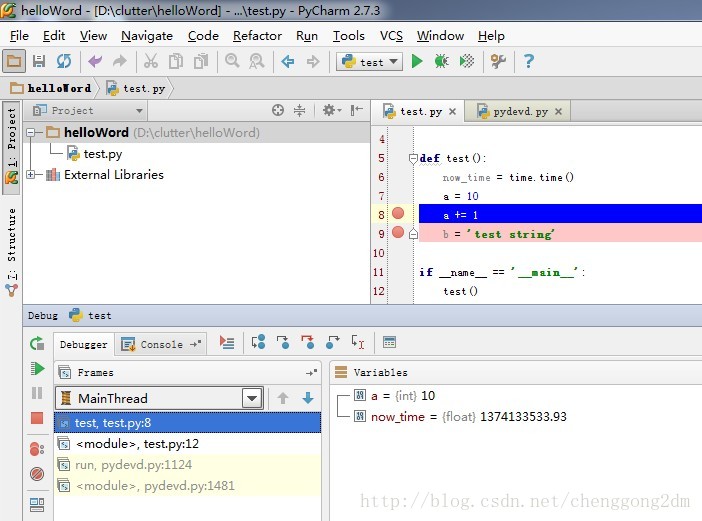 helloWord - [D:\clutter\helloWord] - ...\test.py - PyCharm 2.7.3
File Edit View Navigate Code Refactor Run Tools VCS Window Help
test
helloWord test.py
1: Project
7: Structure
Project
helloWord (D:\clutter\helloWord)
test.py
External Libraries
test.py pydevd.py
4
5 def test():
6 now_time = time.time()
7 a = 10
8 a += 1
9 b = 'test string'
10
11 if __name__ == '__main__':
12 test()
Debug test
Debugger Console
Frames
MainThread
test, test.py:8
<module>, test.py:12
run, pydevd.py:1124
<module>, pydevd.py:1481
Variables
a = {int} 10
now_time = {float} 1374133533.93
http://blog.csdn.net/chenggong2dm